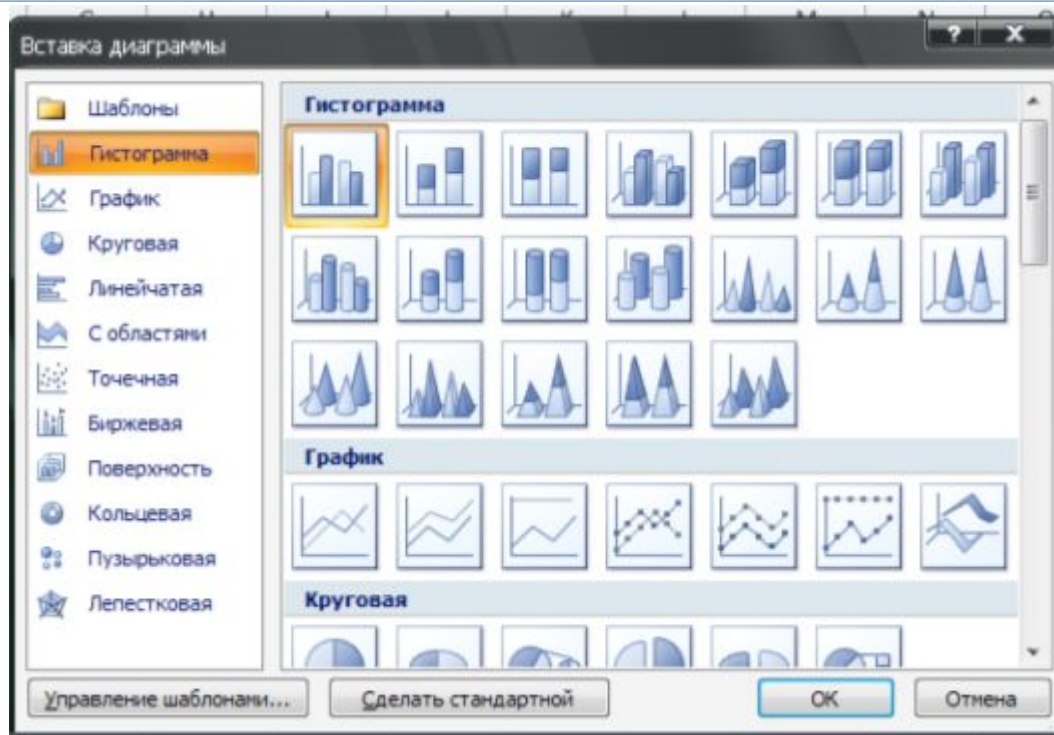 Вставка диаграммы
Шаблоны
Гистограмма
График
Круговая
Линейчатая
С областями
Точечная
Биржевая
Поверхность
Кольцевая
Пузырьковая
Лепестковая
Гистограмма
График
Круговая
Управление шаблонами...
Сделать стандартной
OK
Отмена